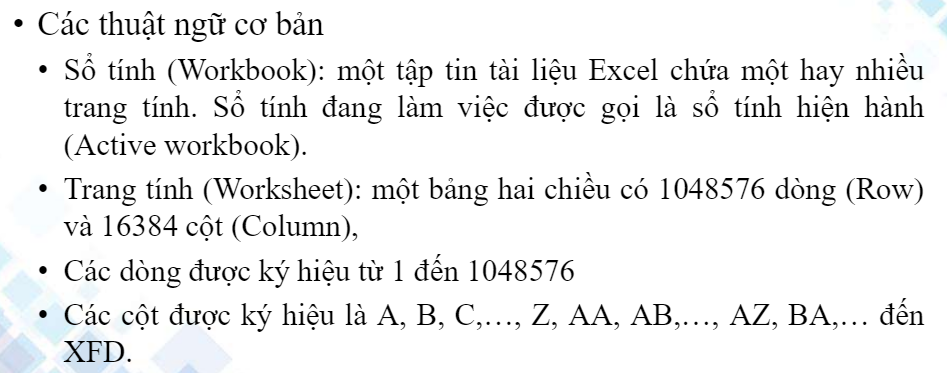 • Các thuật ngữ cơ bản
• Sổ tính (Workbook): một tập tin tài liệu Excel chứa một hay nhiều
trang tính. Sổ tính đang làm việc được gọi là sổ tính hiện hành
(Active workbook).
• Trang tính (Worksheet): một bảng hai chiều có 1048576 dòng (Row)
và 16384 cột (Column),
• Các dòng được ký hiệu từ 1 đến 1048576
• Các cột được ký hiệu là A, B, C,…, Z, AA, AB,…, AZ, BA,… đến
XFD.